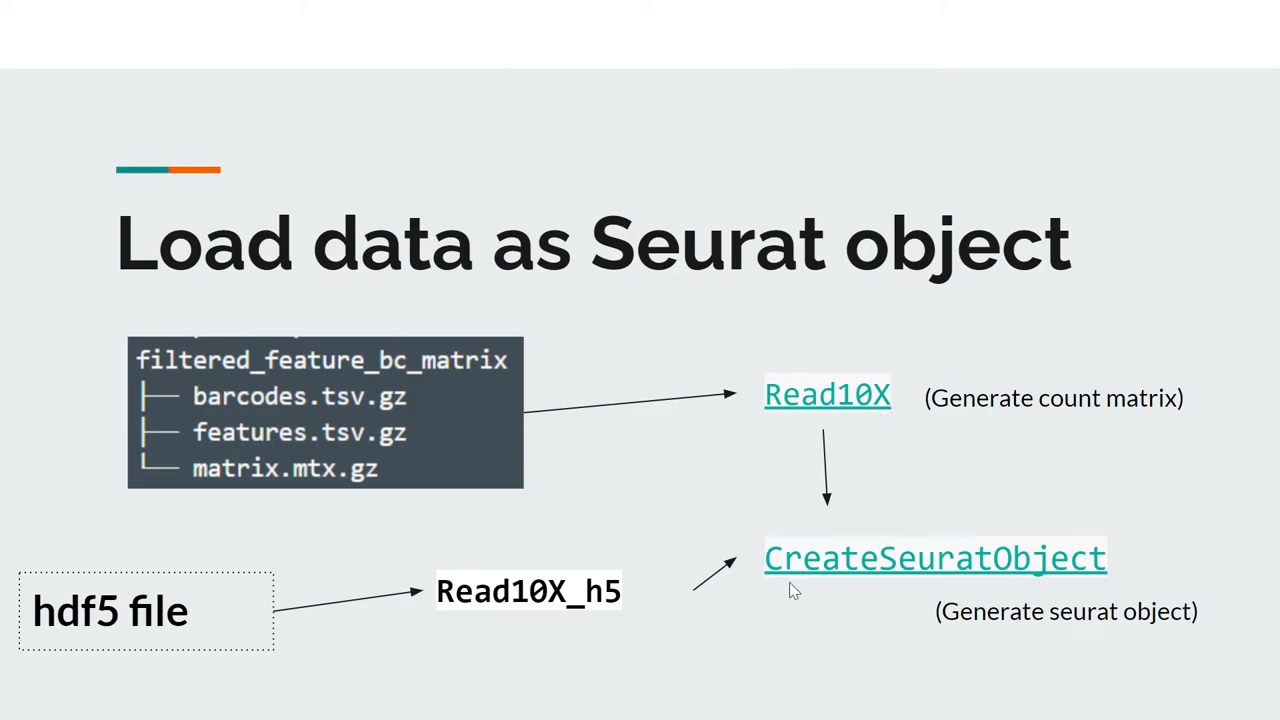 Load data as Seurat object
filtered_feature_bc_matrix
├── barcodes.tsv.gz
├── features.tsv.gz
└── matrix.mtx.gz
Read10X (Generate count matrix)
CreateSeuratObject
hdf5 file
Read10X_h5
(Generate seurat object)